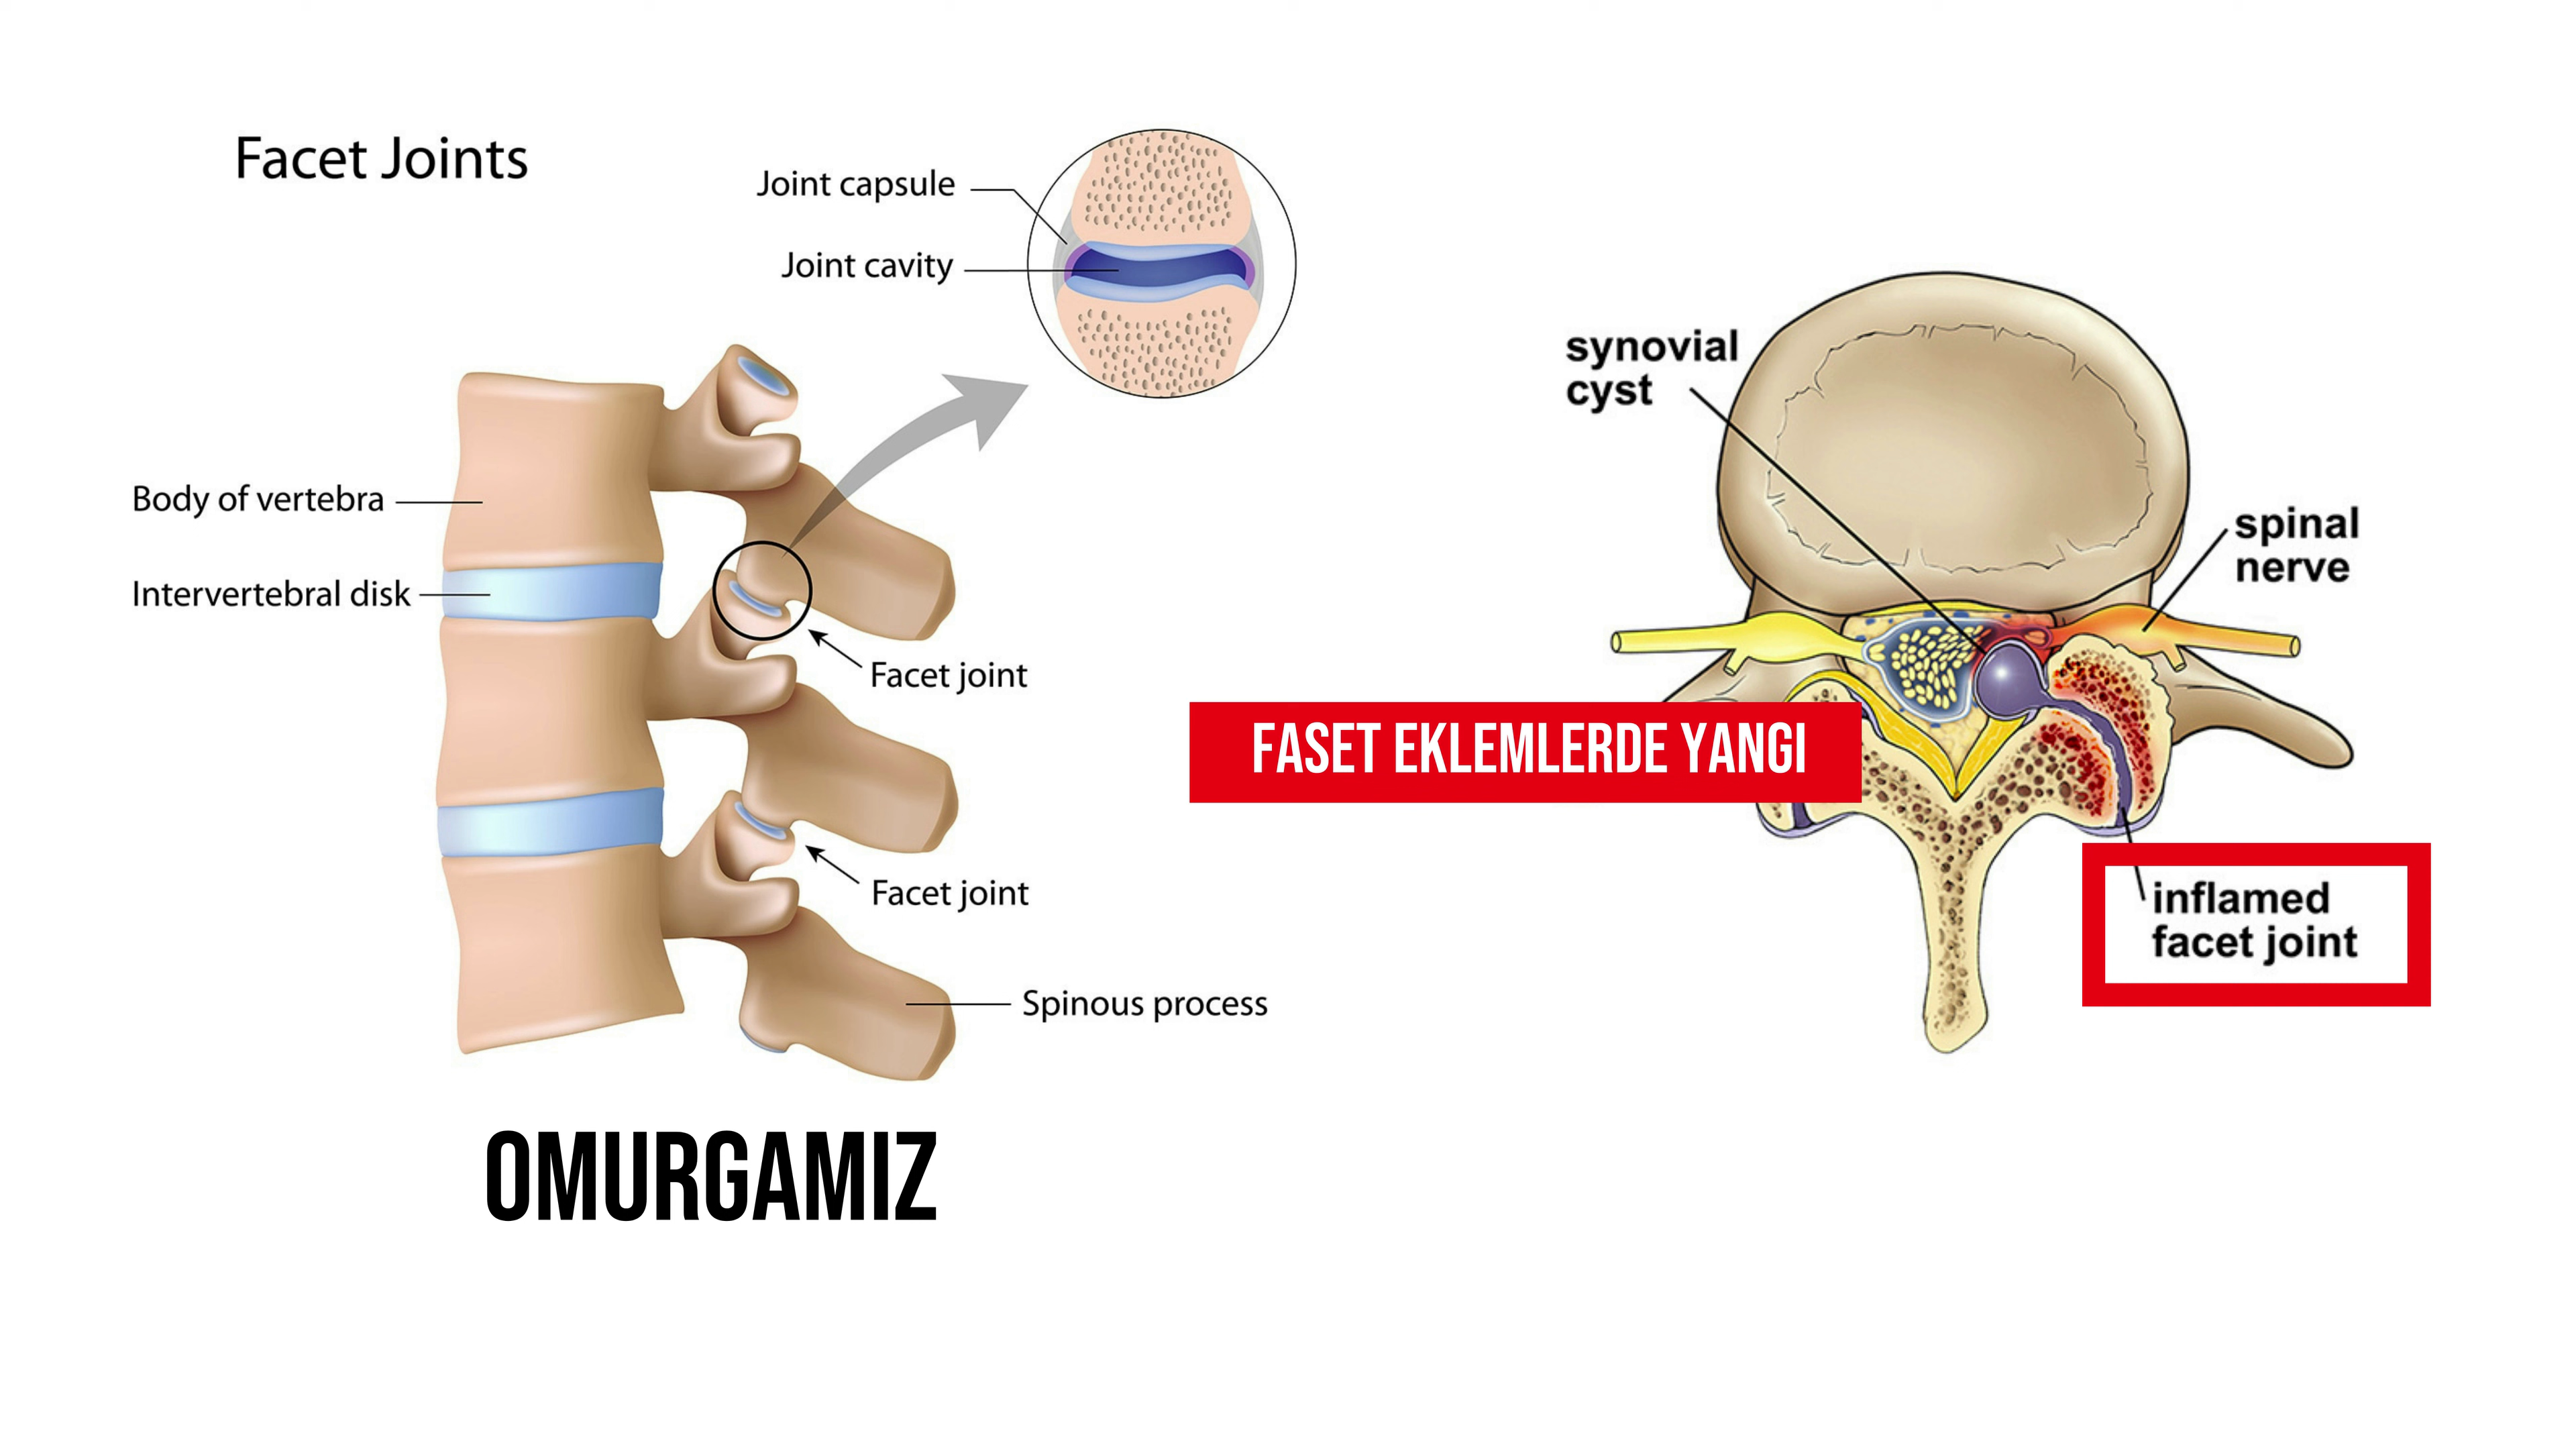 Facet Joints
Joint capsule
Joint cavity
Body of vertebra
Intervertebral disk
Facet joint
Facet joint
Spinous process
OMURGAMIZ
synovial
cyst
spinal
nerve
FASET EKLEMLERDE YANGI
inflamed
facet joint